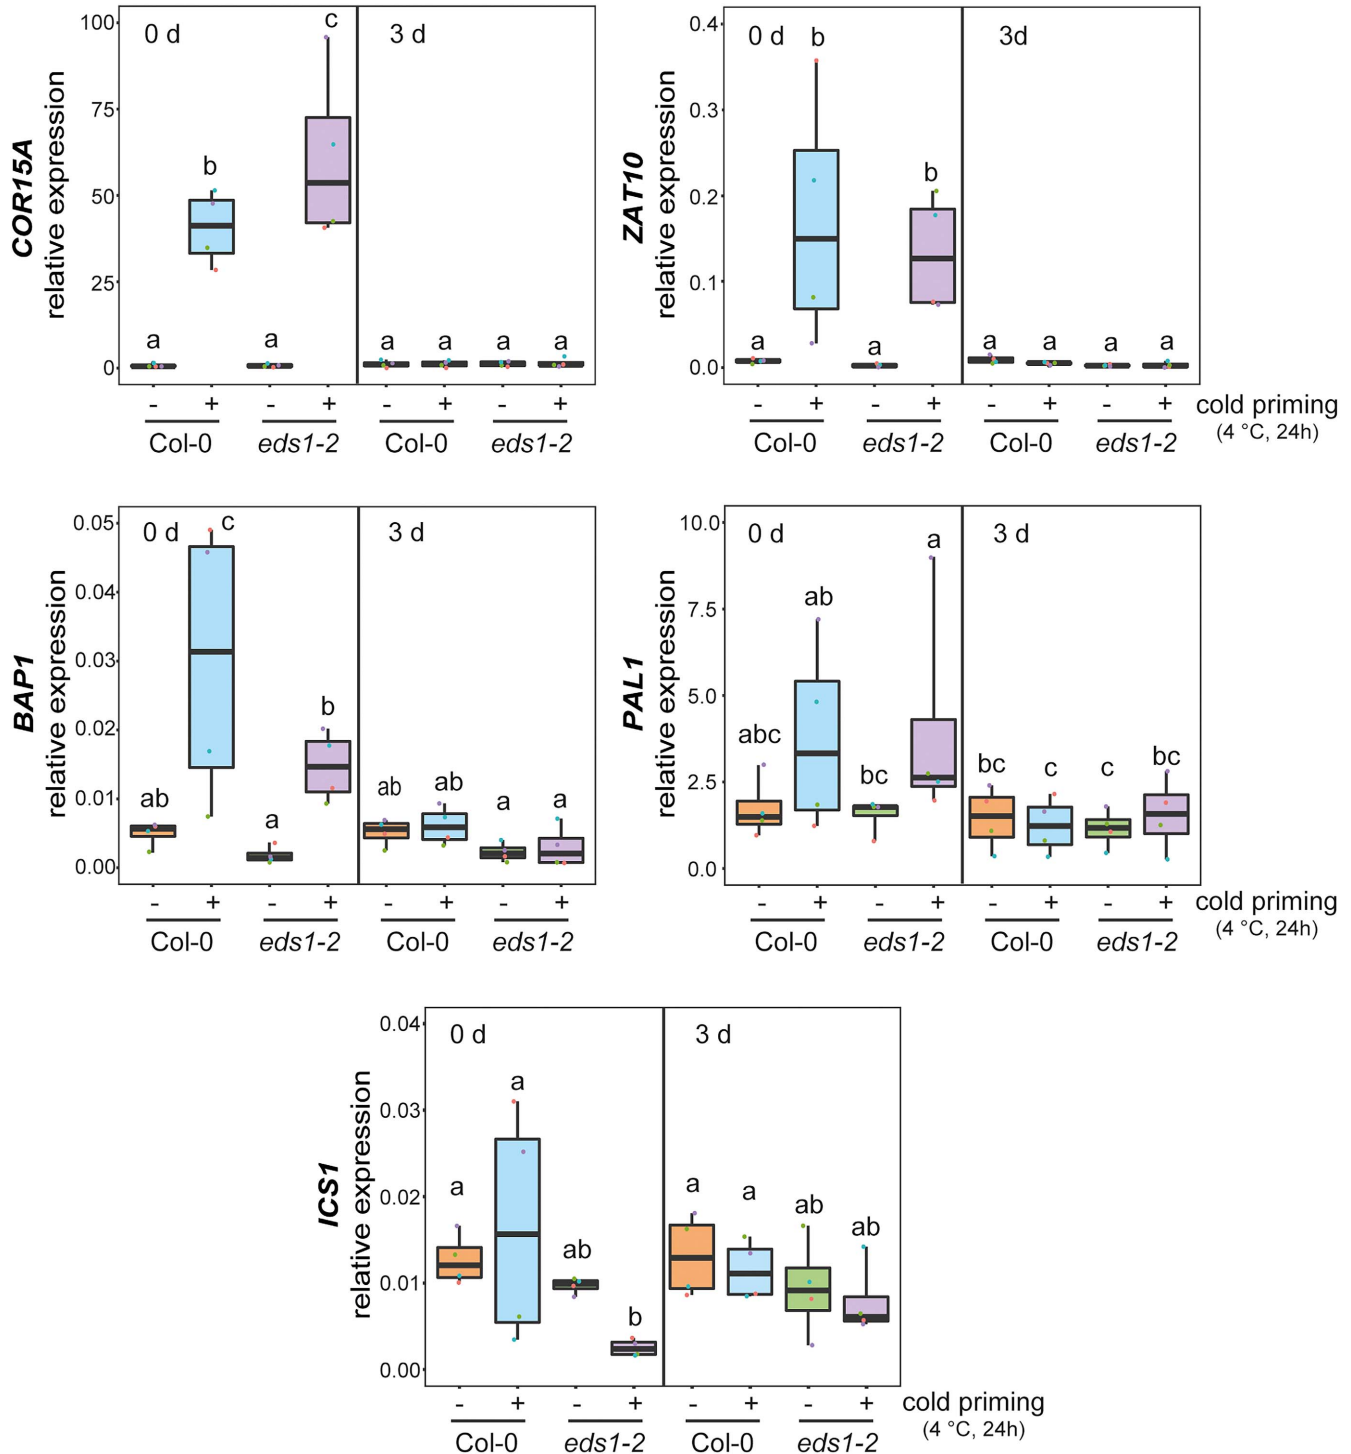 COR15A
relative expression
100
75
50
25
0
0 d
3 d
a
b
a
c
a
a
a
a
- + - + - + - +
Col-0 eds1-2 Col-0 eds1-2
ZAT10
relative expression
0.4
0.3
0.2
0.1
0.0
0 d
3d
a
b
a
b
a
a
a
a
- + - + - + - + cold priming
(4 °C, 24h)
Col-0 eds1-2 Col-0 eds1-2
BAP1
relative expression
0.05
0.04
0.03
0.02
0.01
0.00
0 d
3 d
ab
c
a
b
ab
ab
a
a
- + - + - + - +
Col-0 eds1-2 Col-0 eds1-2
PAL1
relative expression
10.0
7.5
5.0
2.5
0.0
0 d
3 d
abc
ab
bc
a
bc
c
c
bc
- + - + - + - + cold priming
(4 °C, 24h)
Col-0 eds1-2 Col-0 eds1-2
ICS1
relative expression
0.04
0.03
0.02
0.01
0.00
0 d
3 d
a
a
ab
b
a
a
ab
ab
- + - + - + - + cold priming
(4 °C, 24h)
Col-0 eds1-2 Col-0 eds1-2